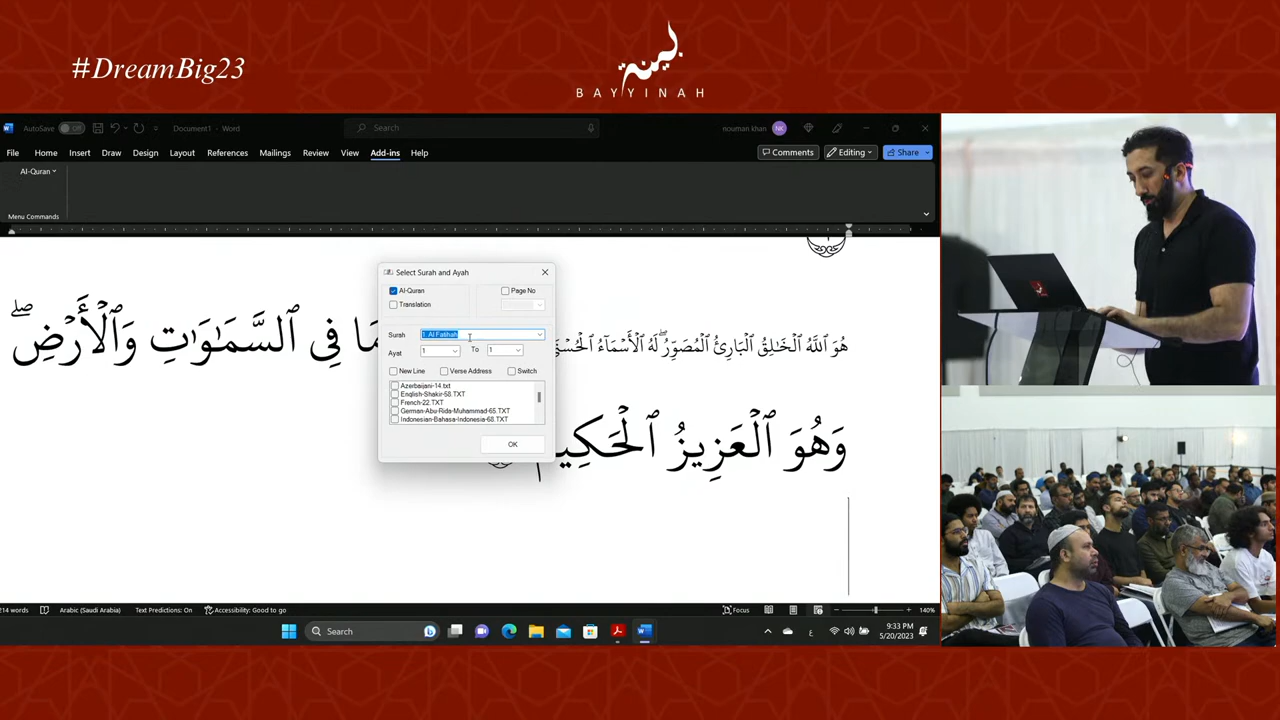 #DreamBig23
بينة
BAYYINAH
AutoSave Off Document1 - Word Search nouman khan NK
File Home Insert Draw Design Layout References Mailings Review View Add-ins Help Comments Editing Share
Al-Quran
Menu Commands
Select Surah and Ayah
Al-Quran Page No
Translation
Surah 1. Al Fatihah
Ayat 1 To 1
New Line Verse Address Switch
Azerbaijani-14.txt
English-Shakir-58.TXT
French-22.TXT
German-Abu-Rida-Muhammad-65.TXT
Indonesian-Bahasa-Indonesia-68.TXT
OK
هُوَ ٱللَّهُ ٱلْخَـٰلِقُ ٱلْبَارِئُ ٱلْمُصَوِّرُ ۖ لَهُ ٱلْأَسْمَآءُ مَا فِى ٱلسَّمَـٰوَٰتِ وَٱلْأَرْضِ ۖ
وَهُوَ ٱلْعَزِيزُ ٱلْحَكِيمُ
214 words Arabic (Saudi Arabia) Text Predictions: On Accessibility: Good to go Focus 140%
Search ع 9:33 PM
5/20/2023